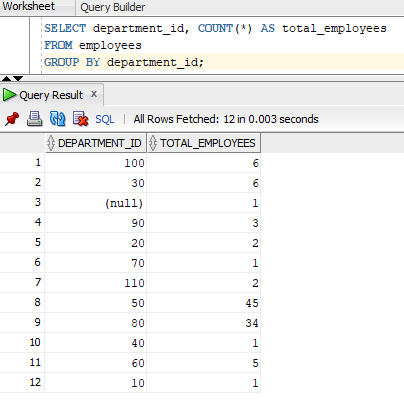 Worksheet Query Builder
SELECT department_id, COUNT(*) AS total_employees
FROM employees
GROUP BY department_id;
Query Result x
SQL | All Rows Fetched: 12 in 0.003 seconds
DEPARTMENT_ID TOTAL_EMPLOYEES
1 100 6
2 30 6
3 (null) 1
4 90 3
5 20 2
6 70 1
7 110 2
8 50 45
9 80 34
10 40 1
11 60 5
12 10 1